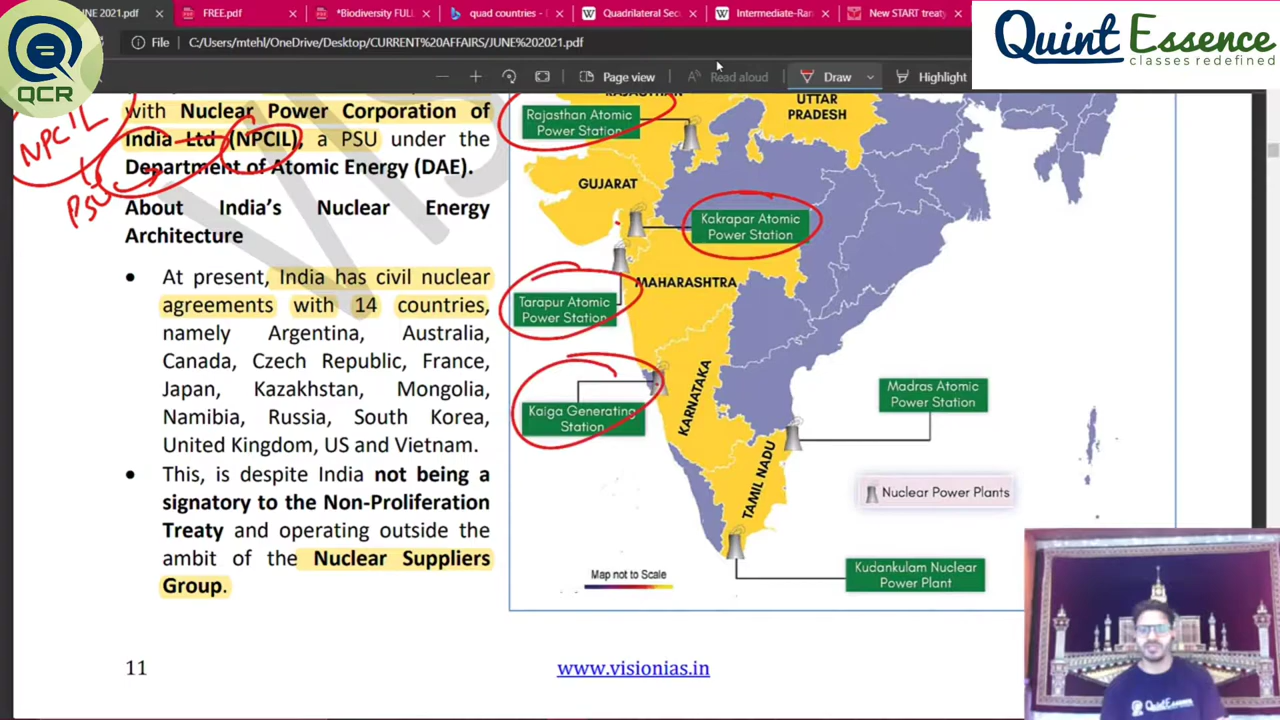 JUNE 2021.pdf
FREE.pdf
*Biodiversity FULL
quad countries - (
Quadrilateral Secu
Intermediate-Ran
New START treaty
File C:/Users/mtehl/OneDrive/Desktop/CURRENT%20AFFAIRS/JUNE%202021.pdf
Page view
Read aloud
Draw
Highlight
QCR
Quint Essence
classes redefined
NPCIL
PSU
with Nuclear Power Corporation of
India Ltd (NPCIL), a PSU under the
Department of Atomic Energy (DAE).
About India's Nuclear Energy
Architecture
• At present, India has civil nuclear
agreements with 14 countries,
namely Argentina, Australia,
Canada, Czech Republic, France,
Japan, Kazakhstan, Mongolia,
Namibia, Russia, South Korea,
United Kingdom, US and Vietnam.
• This, is despite India not being a
signatory to the Non-Proliferation
Treaty and operating outside the
ambit of the Nuclear Suppliers
Group.
RAJASTHAN
UTTAR
PRADESH
Rajasthan Atomic
Power Station
GUJARAT
Kakrapar Atomic
Power Station
MAHARASHTRA
Tarapur Atomic
Power Station
KARNATAKA
Kaiga Generating
Station
Madras Atomic
Power Station
TAMIL NADU
Nuclear Power Plants
Kudankulam Nuclear
Power Plant
Map not to Scale
11
www.visionias.in
QuintEssence